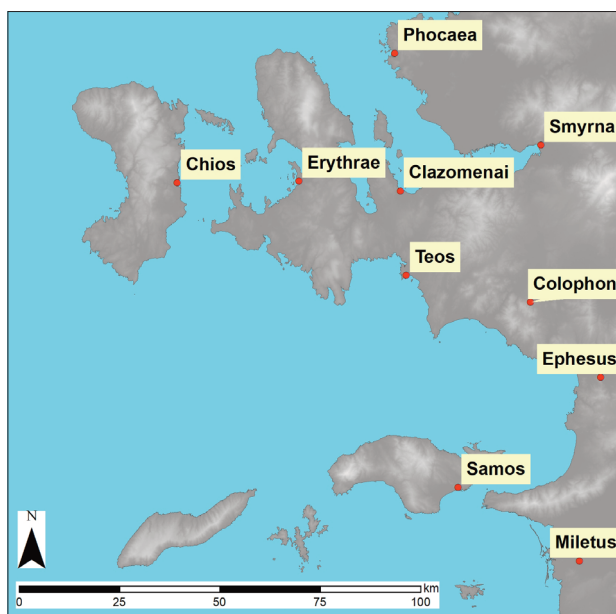 Phocaea
Smyrna
Chios
Erythrae
Clazomenai
Teos
Colophon
Ephesus
Samos
Miletus
N
km
0 25 50 75 100